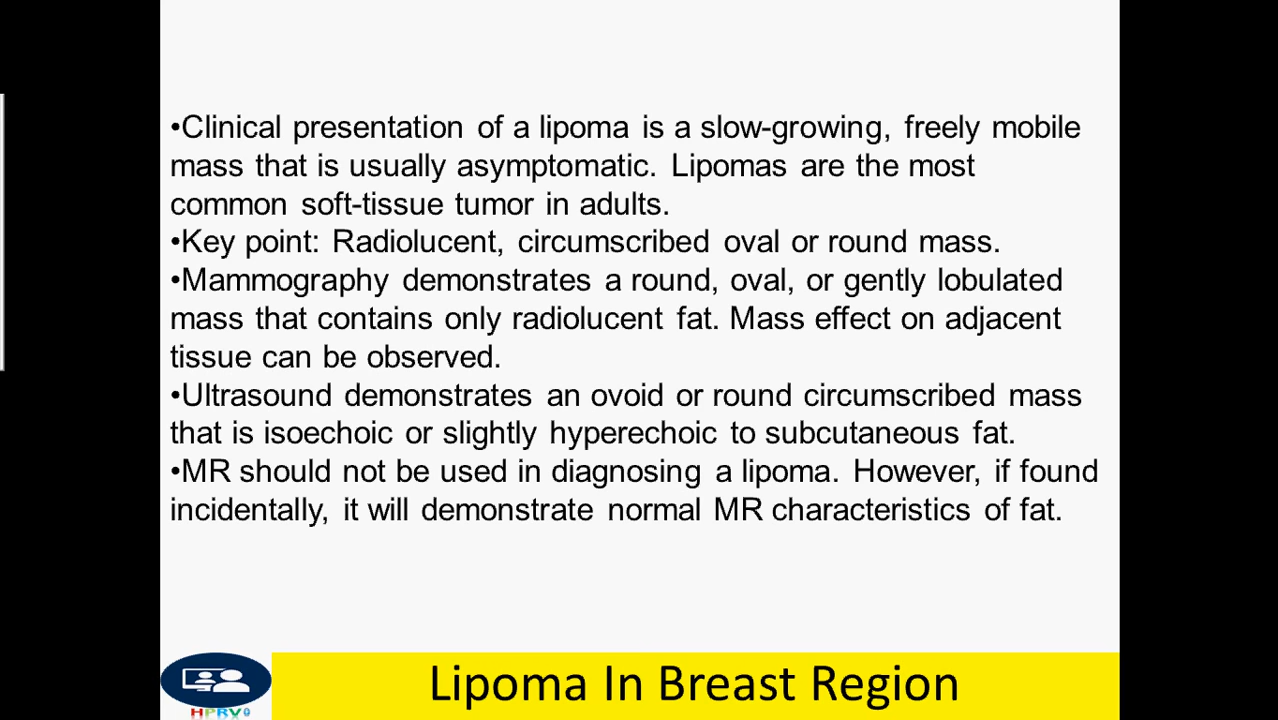 •Clinical presentation of a lipoma is a slow-growing, freely mobile
mass that is usually asymptomatic. Lipomas are the most
common soft-tissue tumor in adults.
•Key point: Radiolucent, circumscribed oval or round mass.
•Mammography demonstrates a round, oval, or gently lobulated
mass that contains only radiolucent fat. Mass effect on adjacent
tissue can be observed.
•Ultrasound demonstrates an ovoid or round circumscribed mass
that is isoechoic or slightly hyperechoic to subcutaneous fat.
•MR should not be used in diagnosing a lipoma. However, if found
incidentally, it will demonstrate normal MR characteristics of fat.
Lipoma In Breast Region
HPRV